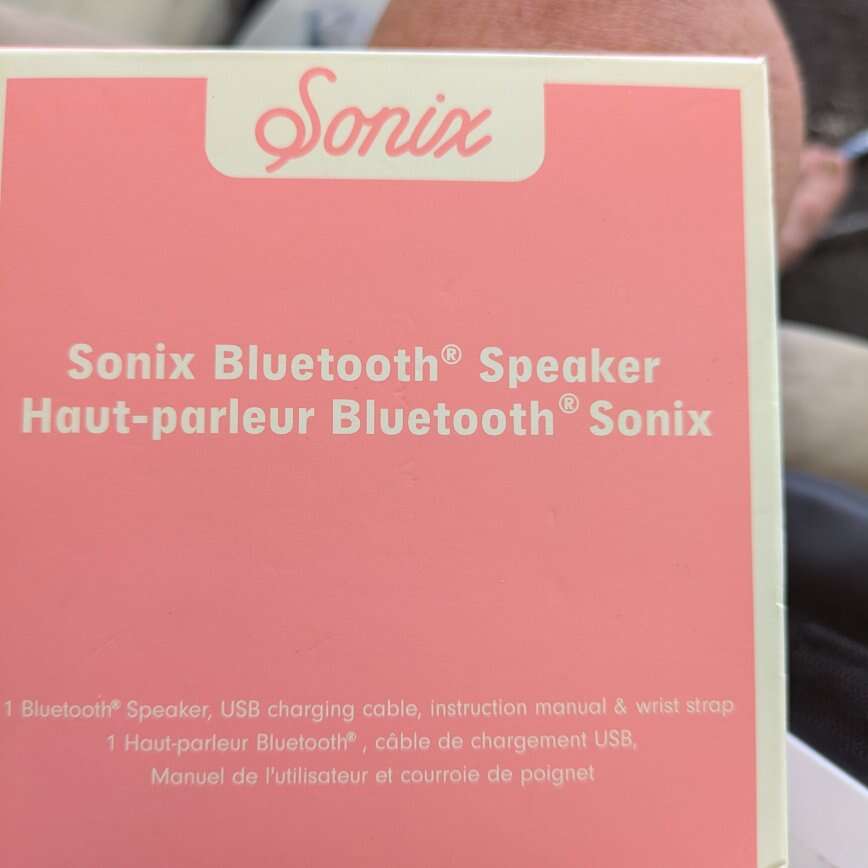 Sonix
Sonix Bluetooth® Speaker
Haut-parleur Bluetooth® Sonix
1 Bluetooth® Speaker, USB charging cable, instruction manual & wrist strap
1 Haut-parleur Bluetooth® , câble de chargement USB,
Manuel de l'utilisateur et courroie de poignet